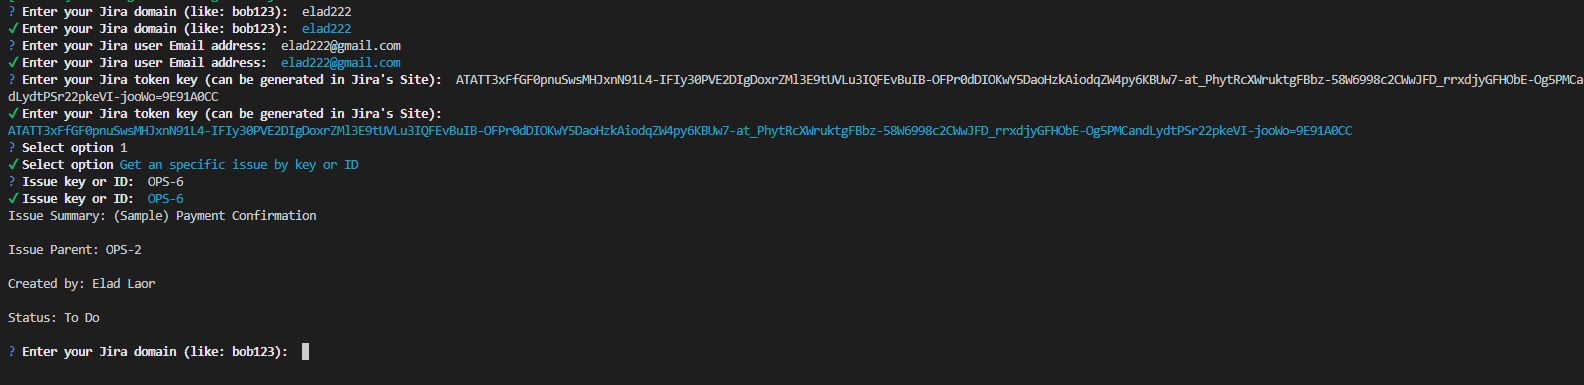 ? Enter your Jira domain (like: bob123): elad222
✓ Enter your Jira domain (like: bob123): elad222
? Enter your Jira user Email address: elad222@gmail.com
✓ Enter your Jira user Email address: elad222@gmail.com
? Enter your Jira token key (can be generated in Jira's Site): ATATT3xFfGF0pnuSwsMHJxnN91L4-IFIy30PVE2DIgDoxrZMl3E9tUVLu3IQFEvBuIB-OFPr0dDIOKwY5DaoHzkAiodqZW4py6KBUw7-at_PhytRcXWruktgFBbz-58W6998c2CWwJFD_rrxdjyGFHObE-Og5PMCan
dLydtPSr22pkeVI-jooWo=9E91A0CC
✓ Enter your Jira token key (can be generated in Jira's Site):
ATATT3xFfGF0pnuSwsMHJxnN91L4-IFIy30PVE2DIgDoxrZMl3E9tUVLu3IQFEvBuIB-OFPr0dDIOKwY5DaoHzkAiodqZW4py6KBUw7-at_PhytRcXWruktgFBbz-58W6998c2CWwJFD_rrxdjyGFHObE-Og5PMCandLydtPSr22pkeVI-jooWo=9E91A0CC
? Select option 1
✓ Select option Get an specific issue by key or ID
? Issue key or ID: OPS-6
✓ Issue key or ID: OPS-6
Issue Summary: (Sample) Payment Confirmation
Issue Parent: OPS-2
Created by: Elad Laor
Status: To Do
? Enter your Jira domain (like: bob123):